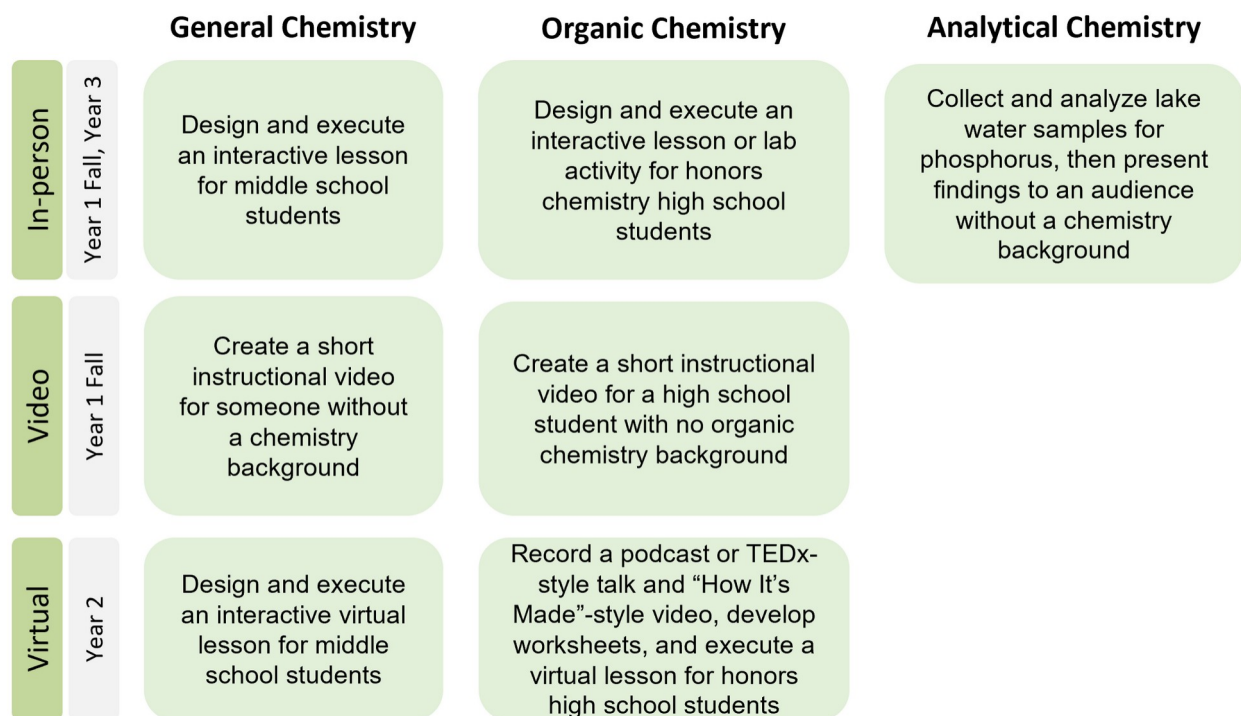 General Chemistry
Organic Chemistry
Analytical Chemistry
In-person
Year 1 Fall, Year 3
Design and execute
an interactive lesson
for middle school
students
Design and execute an
interactive lesson or lab
activity for honors
chemistry high school
students
Collect and analyze lake
water samples for
phosphorus, then present
findings to an audience
without a chemistry
background
Video
Year 1 Fall
Create a short
instructional video
for someone without
a chemistry
background
Create a short instructional
video for a high school
student with no organic
chemistry background
Virtual
Year 2
Design and execute
an interactive virtual
lesson for middle
school students
Record a podcast or TEDx-
style talk and “How It’s
Made”-style video, develop
worksheets, and execute a
virtual lesson for honors
high school students